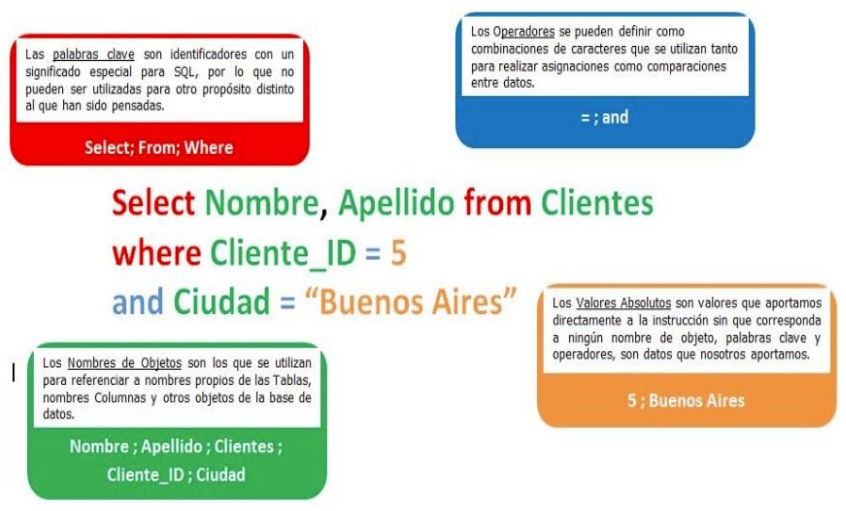 Las palabras clave son identificadores con un
significado especial para SQL, por lo que no
pueden ser utilizadas para otro propósito distinto
al que han sido pensadas.
Select; From; Where
Los Operadores se pueden definir como
combinaciones de caracteres que se utilizan tanto
para realizar asignaciones como comparaciones
entre datos.
= ; and
Select Nombre, Apellido from Clientes
where Cliente_ID = 5
and Ciudad = “Buenos Aires”
Los Valores Absolutos son valores que aportamos
directamente a la instrucción sin que corresponda
a ningún nombre de objeto, palabras clave y
operadores, son datos que nosotros aportamos.
5 ; Buenos Aires
Los Nombres de Objetos son los que se utilizan
para referenciar a nombres propios de las Tablas,
nombres Columnas y otros objetos de la base de
datos.
Nombre ; Apellido ; Clientes ;
Cliente_ID ; Ciudad